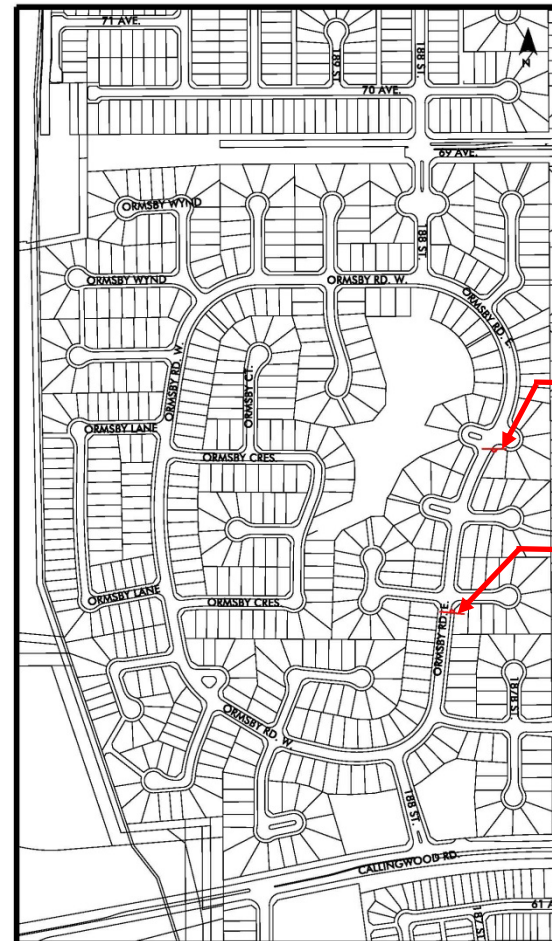 71 AVE.
189 ST.
188 ST.
N
70 AVE.
69 AVE.
ORMSBY WYND
188 ST.
ORMSBY WYND
ORMSBY RD. W.
ORMSBY RD. E.
ORMSBY RD. W
ORMSBY CT.
ORMSBY LANE
ORMSBY CRES.
ORMSBY LANE
ORMSBY CRES.
ORMSBY RD. E.
187B ST.
ORMSBY RD. W
188 ST.
CALLINGWOOD RD.
61 A
187 ST.